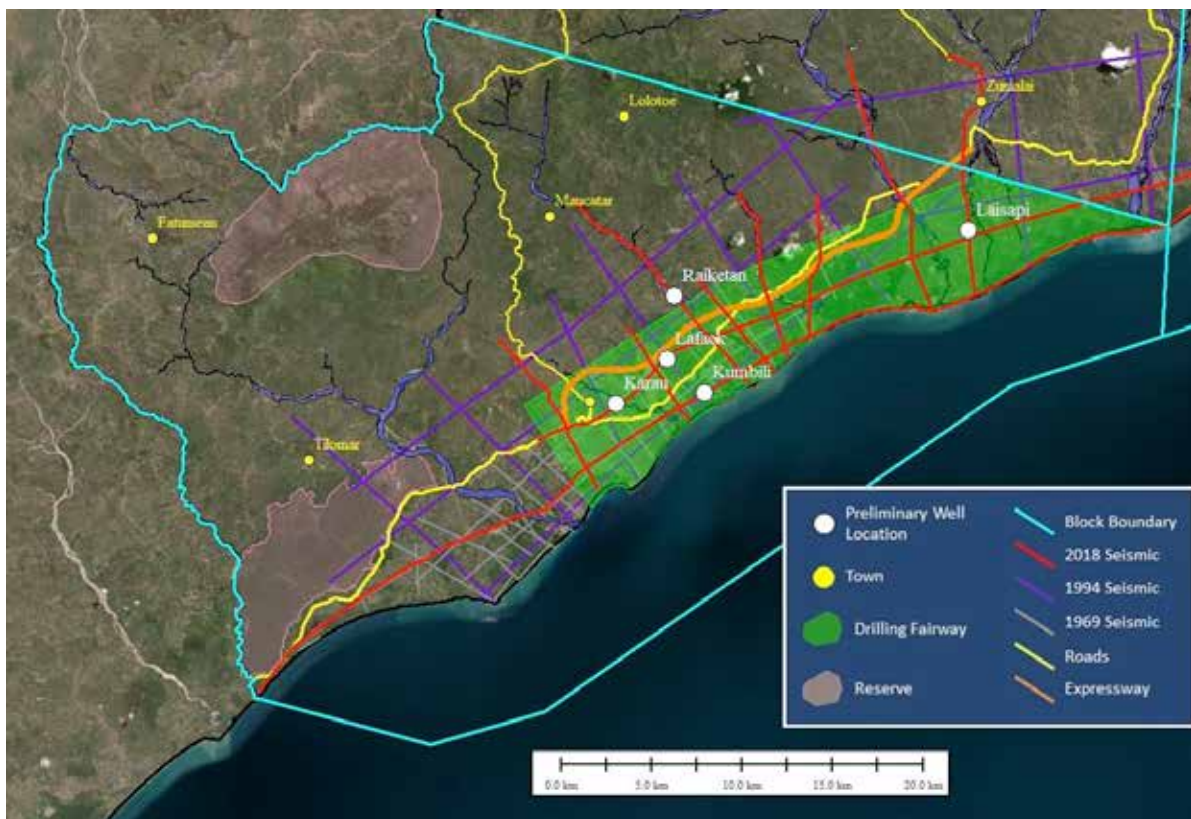 Lolotoe
Zumalai
Maucatar
Fatumean
Laisapi
Raiketan
Lafaek
Karau
Kumbili
Tilomar
Preliminary Well
Location
Town
Drilling Fairway
Reserve
Block Boundary
2018 Seismic
1994 Seismic
1969 Seismic
Roads
Expressway
0.0 km
5.0 km
10.0 km
15.0 km
20.0 km